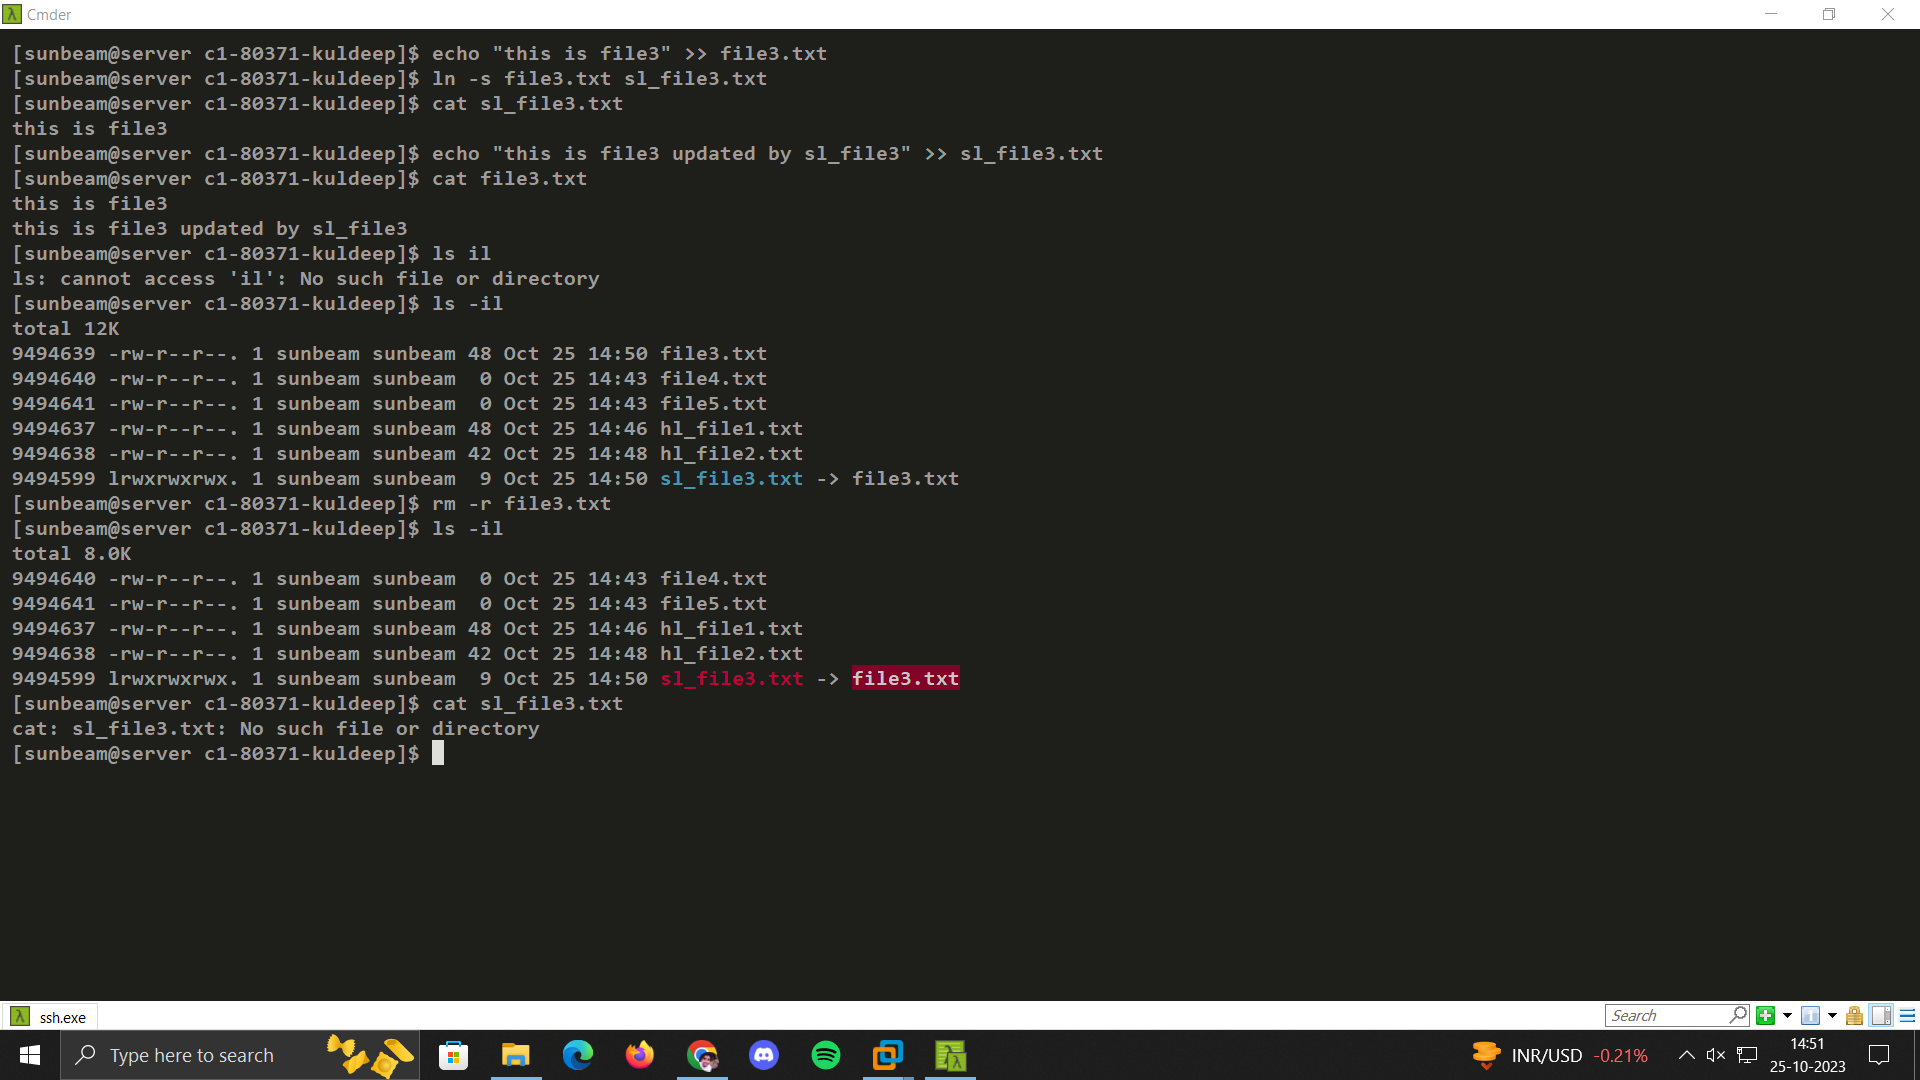 Cmder
[sunbeam@server c1-80371-kuldeep]$ echo "this is file3" >> file3.txt
[sunbeam@server c1-80371-kuldeep]$ ln -s file3.txt sl_file3.txt
[sunbeam@server c1-80371-kuldeep]$ cat sl_file3.txt
this is file3
[sunbeam@server c1-80371-kuldeep]$ echo "this is file3 updated by sl_file3" >> sl_file3.txt
[sunbeam@server c1-80371-kuldeep]$ cat file3.txt
this is file3
this is file3 updated by sl_file3
[sunbeam@server c1-80371-kuldeep]$ ls il
ls: cannot access 'il': No such file or directory
[sunbeam@server c1-80371-kuldeep]$ ls -il
total 12K
9494639 -rw-r--r--. 1 sunbeam sunbeam 48 Oct 25 14:50 file3.txt
9494640 -rw-r--r--. 1 sunbeam sunbeam  0 Oct 25 14:43 file4.txt
9494641 -rw-r--r--. 1 sunbeam sunbeam  0 Oct 25 14:43 file5.txt
9494637 -rw-r--r--. 1 sunbeam sunbeam 48 Oct 25 14:46 hl_file1.txt
9494638 -rw-r--r--. 1 sunbeam sunbeam 42 Oct 25 14:48 hl_file2.txt
9494599 lrwxrwxrwx. 1 sunbeam sunbeam  9 Oct 25 14:50 sl_file3.txt -> file3.txt
[sunbeam@server c1-80371-kuldeep]$ rm -r file3.txt
[sunbeam@server c1-80371-kuldeep]$ ls -il
total 8.0K
9494640 -rw-r--r--. 1 sunbeam sunbeam  0 Oct 25 14:43 file4.txt
9494641 -rw-r--r--. 1 sunbeam sunbeam  0 Oct 25 14:43 file5.txt
9494637 -rw-r--r--. 1 sunbeam sunbeam 48 Oct 25 14:46 hl_file1.txt
9494638 -rw-r--r--. 1 sunbeam sunbeam 42 Oct 25 14:48 hl_file2.txt
9494599 lrwxrwxrwx. 1 sunbeam sunbeam  9 Oct 25 14:50 sl_file3.txt -> file3.txt
[sunbeam@server c1-80371-kuldeep]$ cat sl_file3.txt
cat: sl_file3.txt: No such file or directory
[sunbeam@server c1-80371-kuldeep]$
ssh.exe
Search
Type here to search
INR/USD -0.21%
14:51
25-10-2023